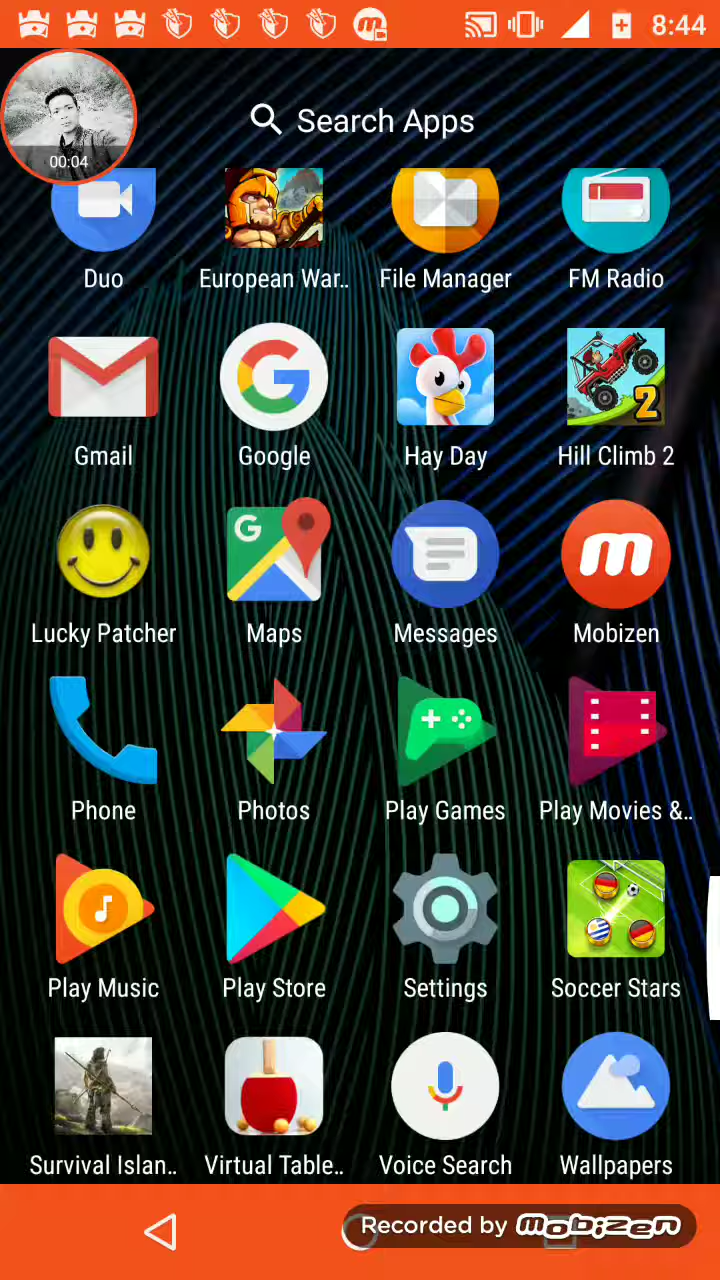 8:44
00:04
Search Apps
Duo
European War..
File Manager
FM Radio
Gmail
Google
Hay Day
Hill Climb 2
Lucky Patcher
Maps
Messages
Mobizen
Phone
Photos
Play Games
Play Movies &..
Play Music
Play Store
Settings
Soccer Stars
Survival Islan..
Virtual Table..
Voice Search
Wallpapers
Recorded by mobizen